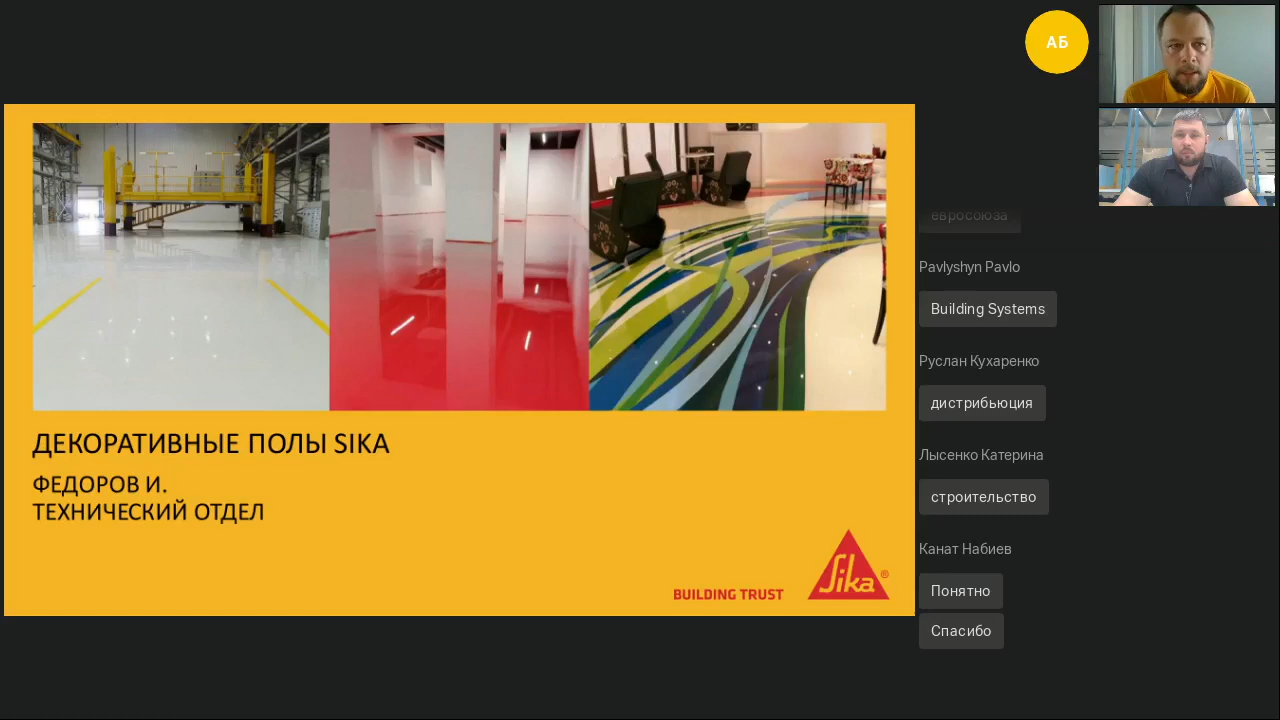 АБ
евросоюза
Pavlyshyn Pavlo
Building Systems
Руслан Кухаренко
дистрибьюция
Лысенко Катерина
строительство
Канат Набиев
Понятно
Спасибо
ДЕКОРАТИВНЫЕ ПОЛЫ SIKA
ФЕДОРОВ И.
ТЕХНИЧЕСКИЙ ОТДЕЛ
BUILDING TRUST
Sika®